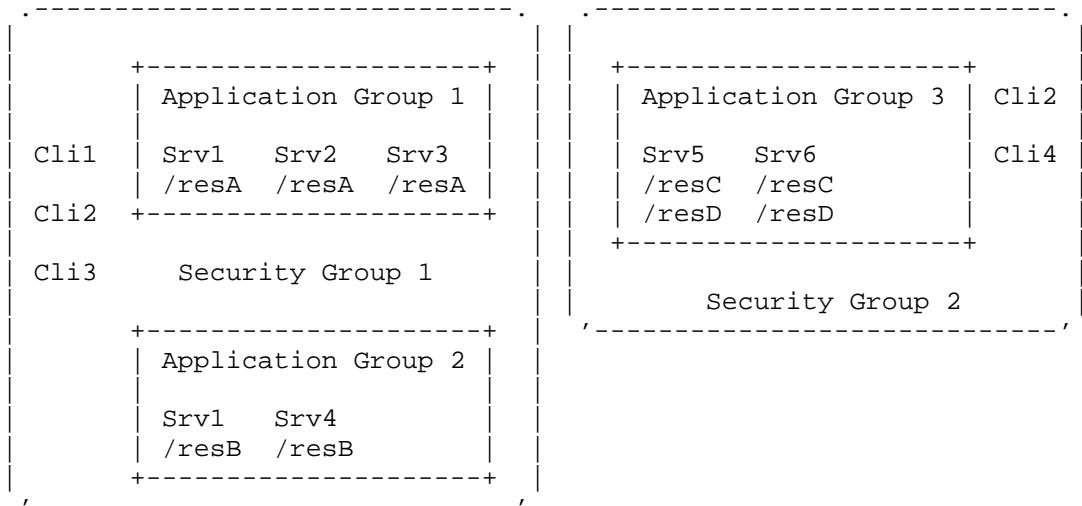 Application Group 1
Application Group 3 Cli2
Cli1 Srv1 Srv2 Srv3
Srv5 Srv6 Cli4
/resA /resA /resA
/resC /resC
Cli2
/resD /resD
Cli3 Security Group 1
Security Group 2
Application Group 2
Srv1 Srv4
/resB /resB